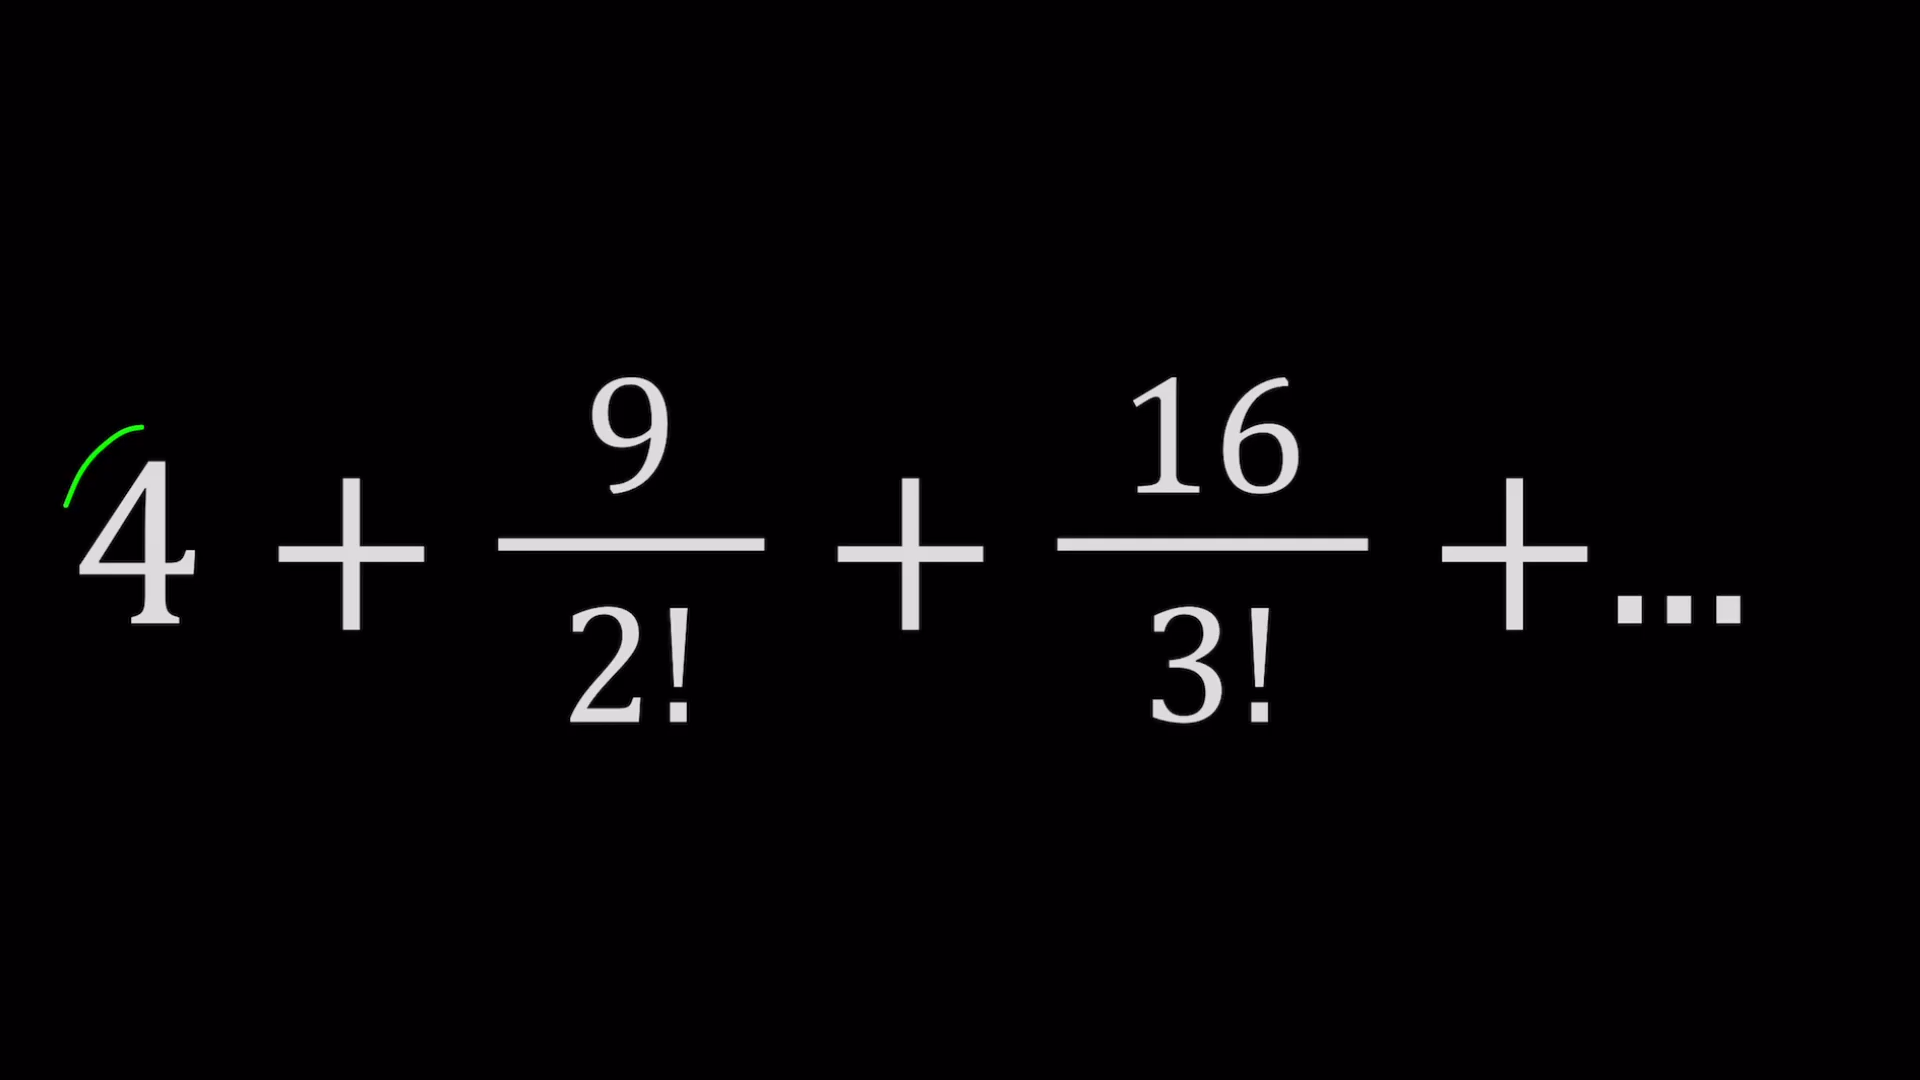 4 + 9/2! + 16/3! + ...